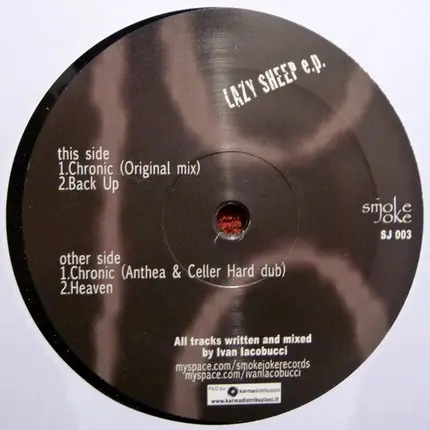 LAZY SHEEP e.p.
this side
1.Chronic (Original mix)
2.Back Up
smoke
joke
SJ 003
other side
1.Chronic (Anthea & Celler Hard dub)
2.Heaven
All tracks written and mixed
by Ivan Iacobucci
myspace.com/smokejokerecords
myspace.com/ivaniacobucci
karmadistribuzioni
www.karmadistribuzioni.it